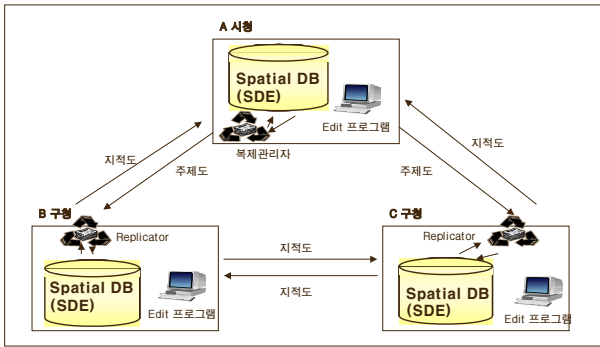 A 시청
Spatial DB
(SDE)
Edit 프로그램
복제관리자
지적도
주제도
지적도
주제도
B 구청
Replicator
Spatial DB
(SDE)
Edit 프로그램
지적도
지적도
C 구청
Replicator
Spatial DB
(SDE)
Edit 프로그램